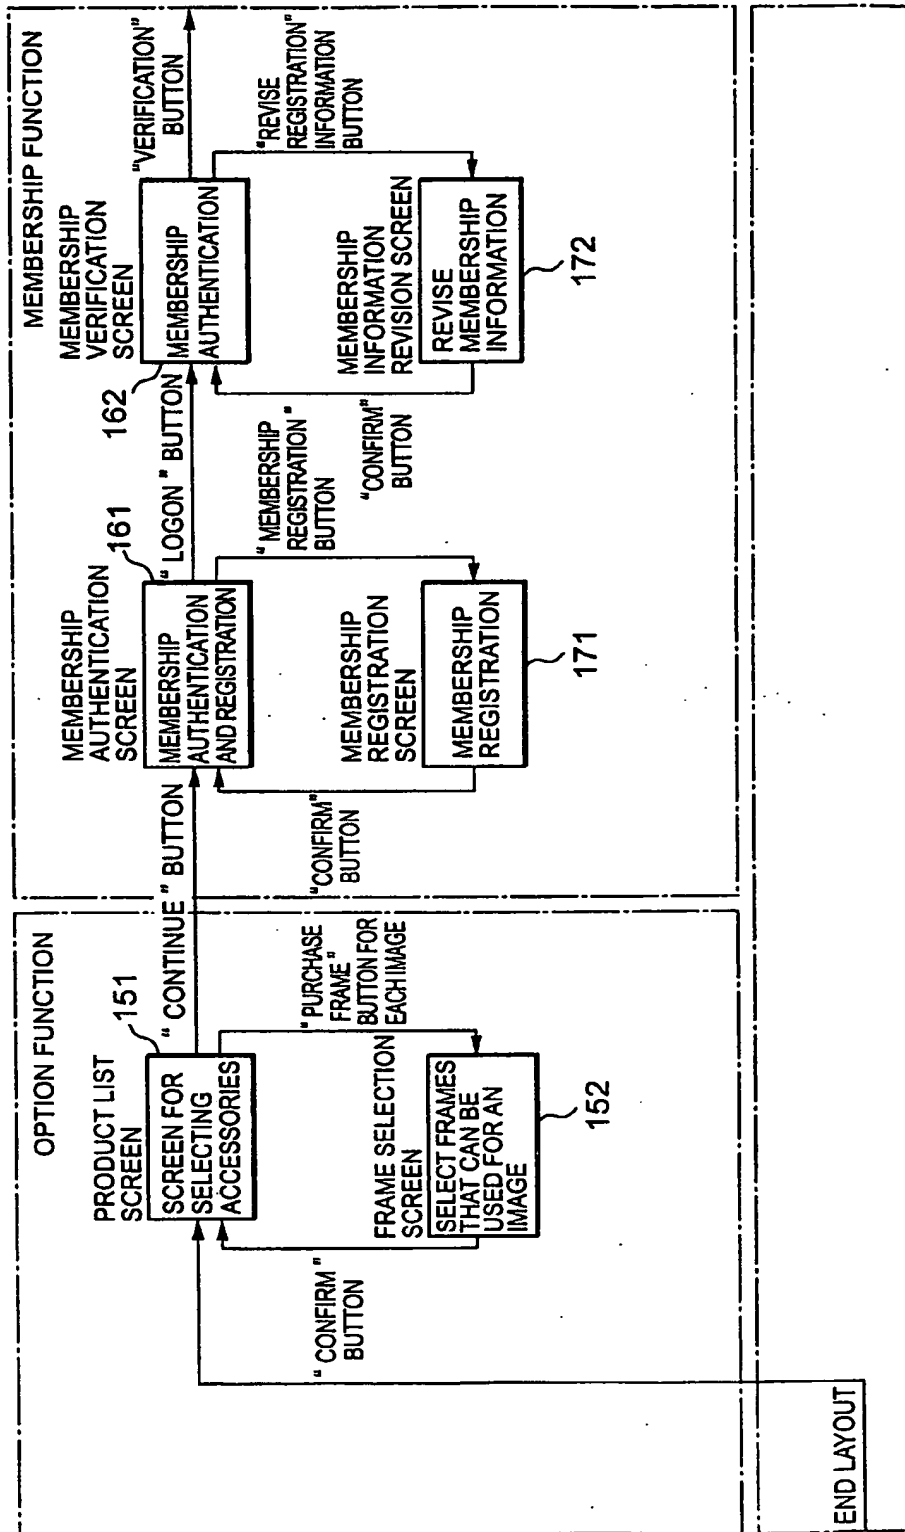 OPTION FUNCTION
PRODUCT LIST
SCREEN
151
SCREEN FOR
SELECTING
ACCESSORIES
"PURCHASE
FRAME"
BUTTON FOR
EACH IMAGE
FRAME SELECTION
SCREEN
SELECT FRAMES
THAT CAN BE
USED FOR AN
IMAGE
152
"CONFIRM"
BUTTON
END LAYOUT
"CONTINUE" BUTTON
MEMBERSHIP FUNCTION
MEMBERSHIP
AUTHENTICATION
SCREEN
161
MEMBERSHIP
AUTHENTICATION
AND REGISTRATION
"MEMBERSHIP
REGISTRATION"
BUTTON
MEMBERSHIP
REGISTRATION
SCREEN
MEMBERSHIP
REGISTRATION
171
"CONFIRM"
BUTTON
"LOGON" BUTTON
MEMBERSHIP
VERIFICATION
SCREEN
162
MEMBERSHIP
AUTHENTICATION
"VERIFICATION"
BUTTON
"REVISE
REGISTRATION"
INFORMATION
BUTTON
MEMBERSHIP
INFORMATION
REVISION SCREEN
REVISE
MEMBERSHIP
INFORMATION
172
"CONFIRM"
BUTTON